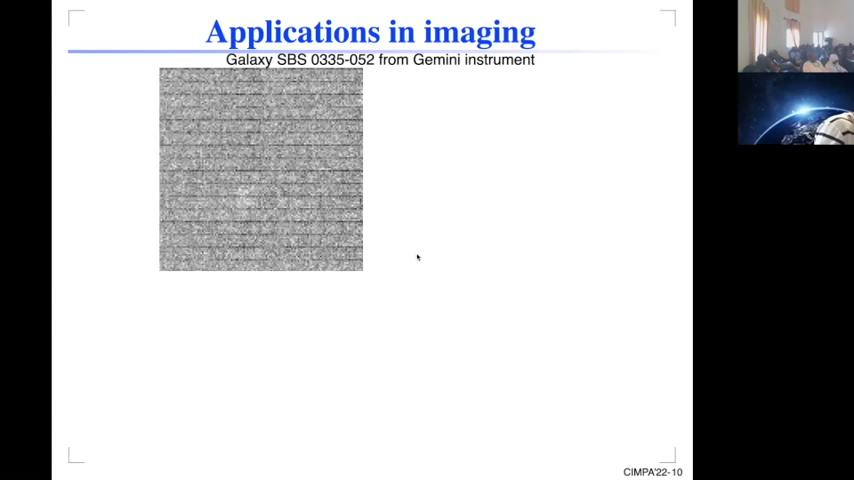 Applications in imaging
Galaxy SBS 0335-052 from Gemini instrument
CIMPA'22-10